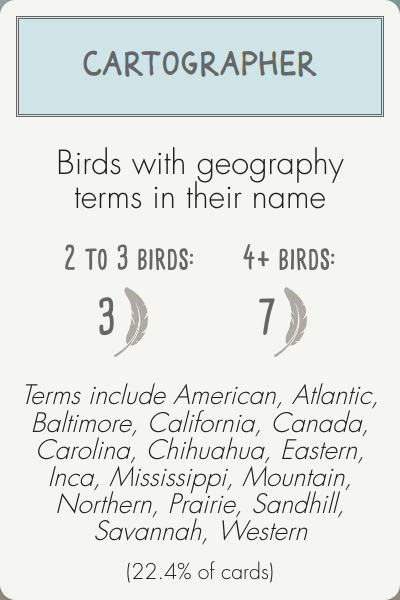 CARTOGRAPHER
Birds with geography
terms in their name
2 TO 3 BIRDS:
4+ BIRDS:
3
7
Terms include American, Atlantic,
Baltimore, California, Canada,
Carolina, Chihuahua, Eastern,
Inca, Mississippi, Mountain,
Northern, Prairie, Sandhill,
Savannah, Western
(22.4% of cards)